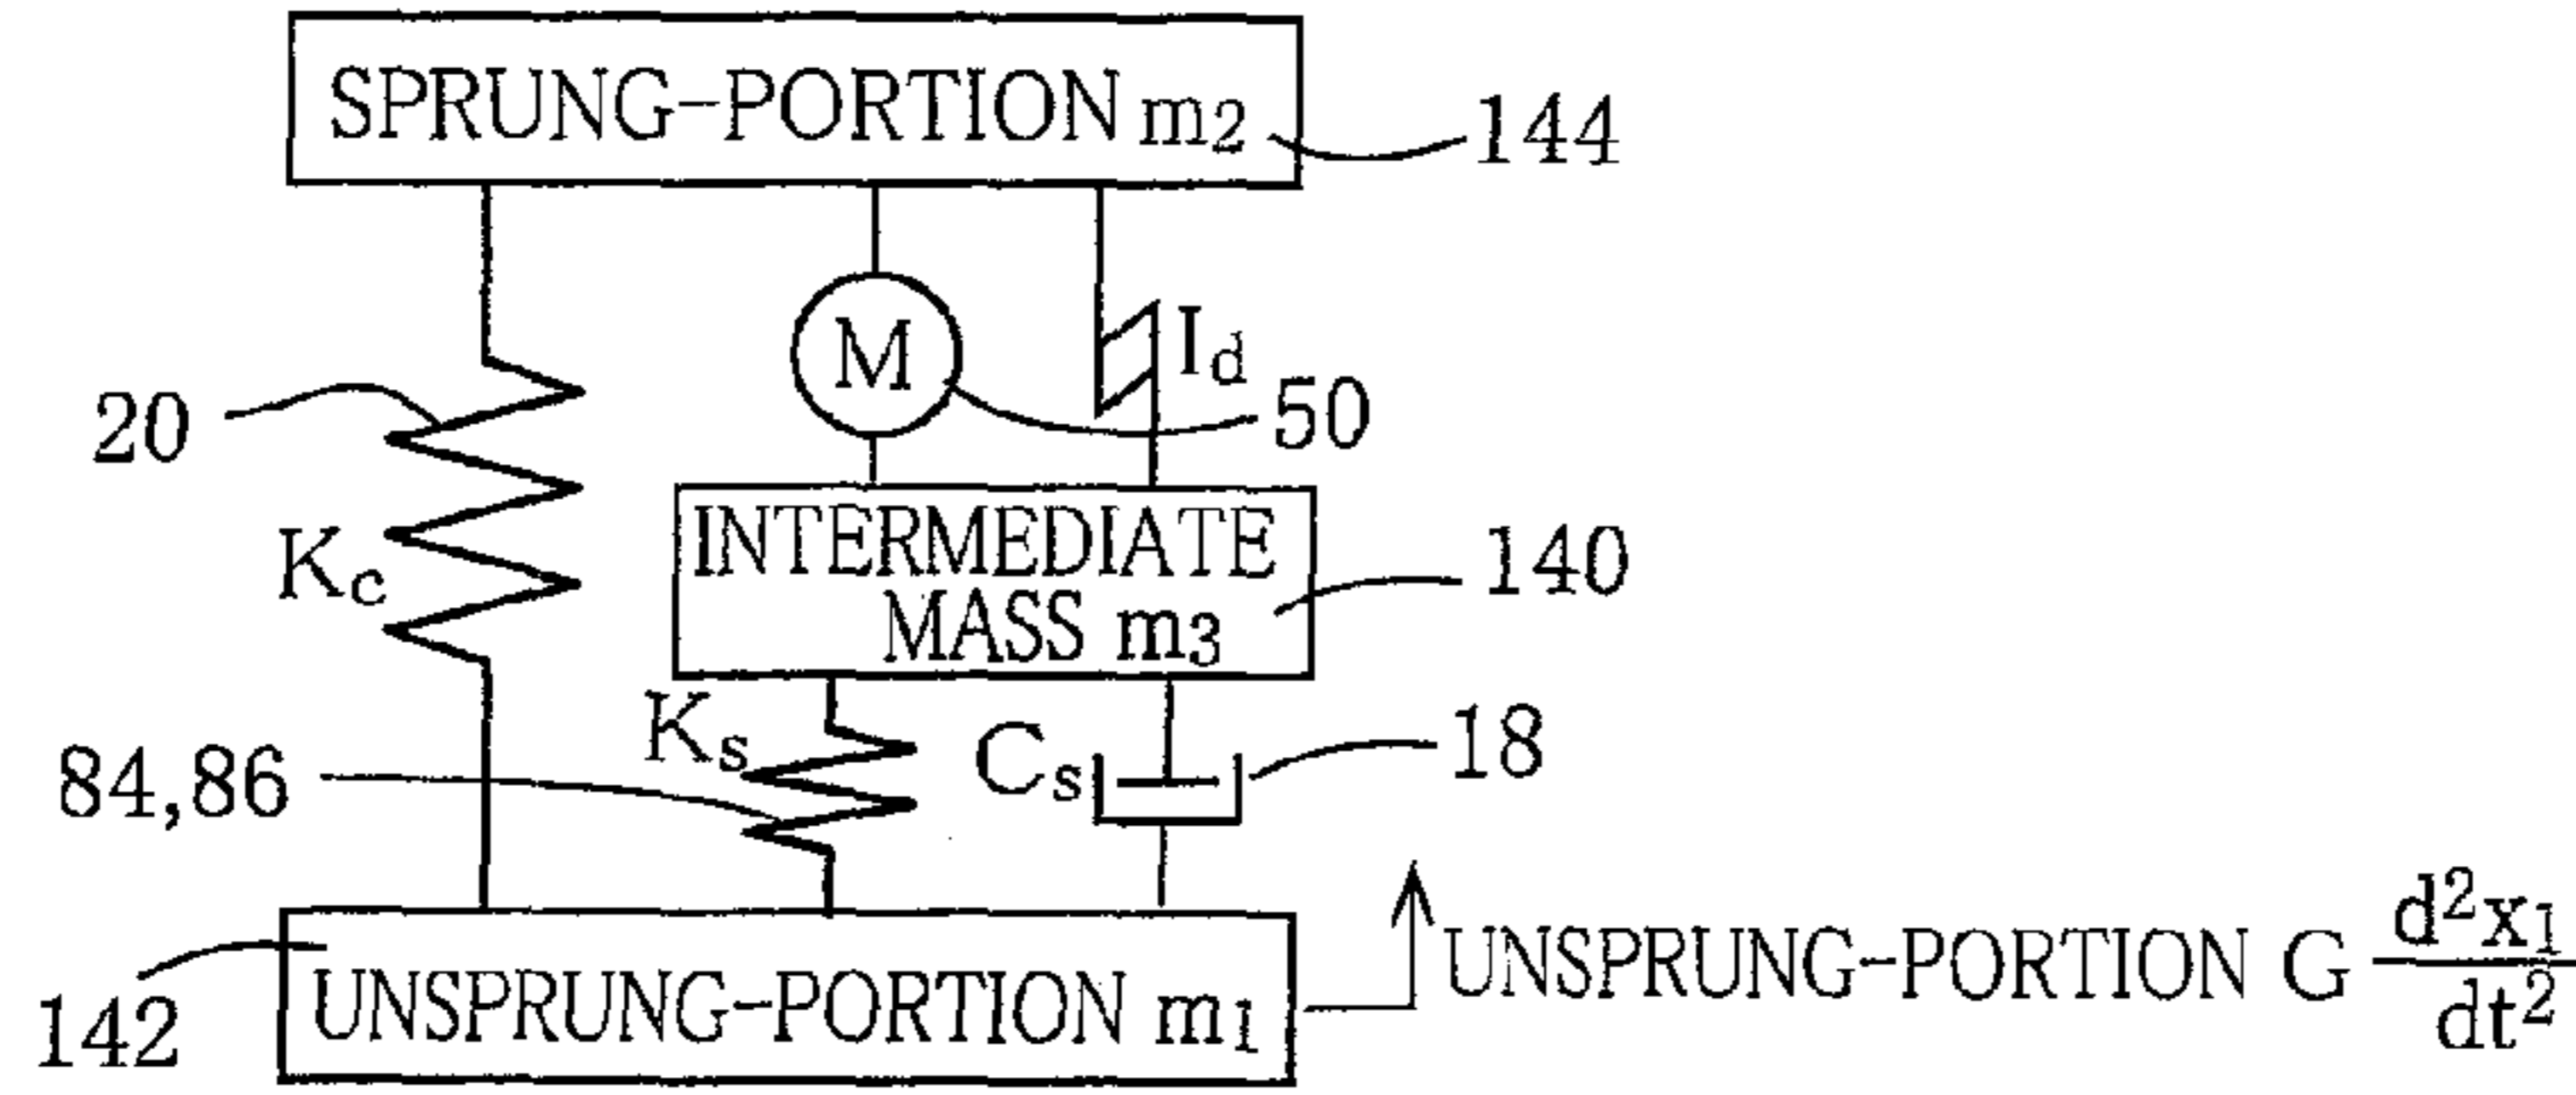 SPRUNG-PORTION m2
144
M
Id
20
50
Kc
INTERMEDIATE
MASS m3
140
Ks
Cs
18
84,86
UNSPRUNG-PORTION m1
142
UNSPRUNG-PORTION G d²x₁/dt²